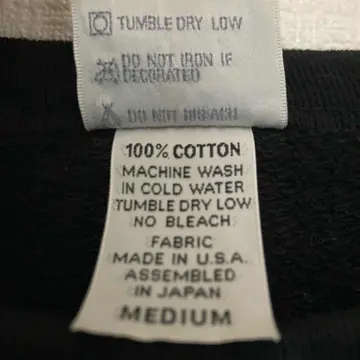 TUMBLE DRY LOW
DO NOT IRON IF
DECORATED
DO NOT BREACH
100% COTTON
MACHINE WASH
IN COLD WATER
TUMBLE DRY LOW
NO BLEACH
FABRIC
MADE IN U.S.A.
ASSEMBLED
IN JAPAN
MEDIUM